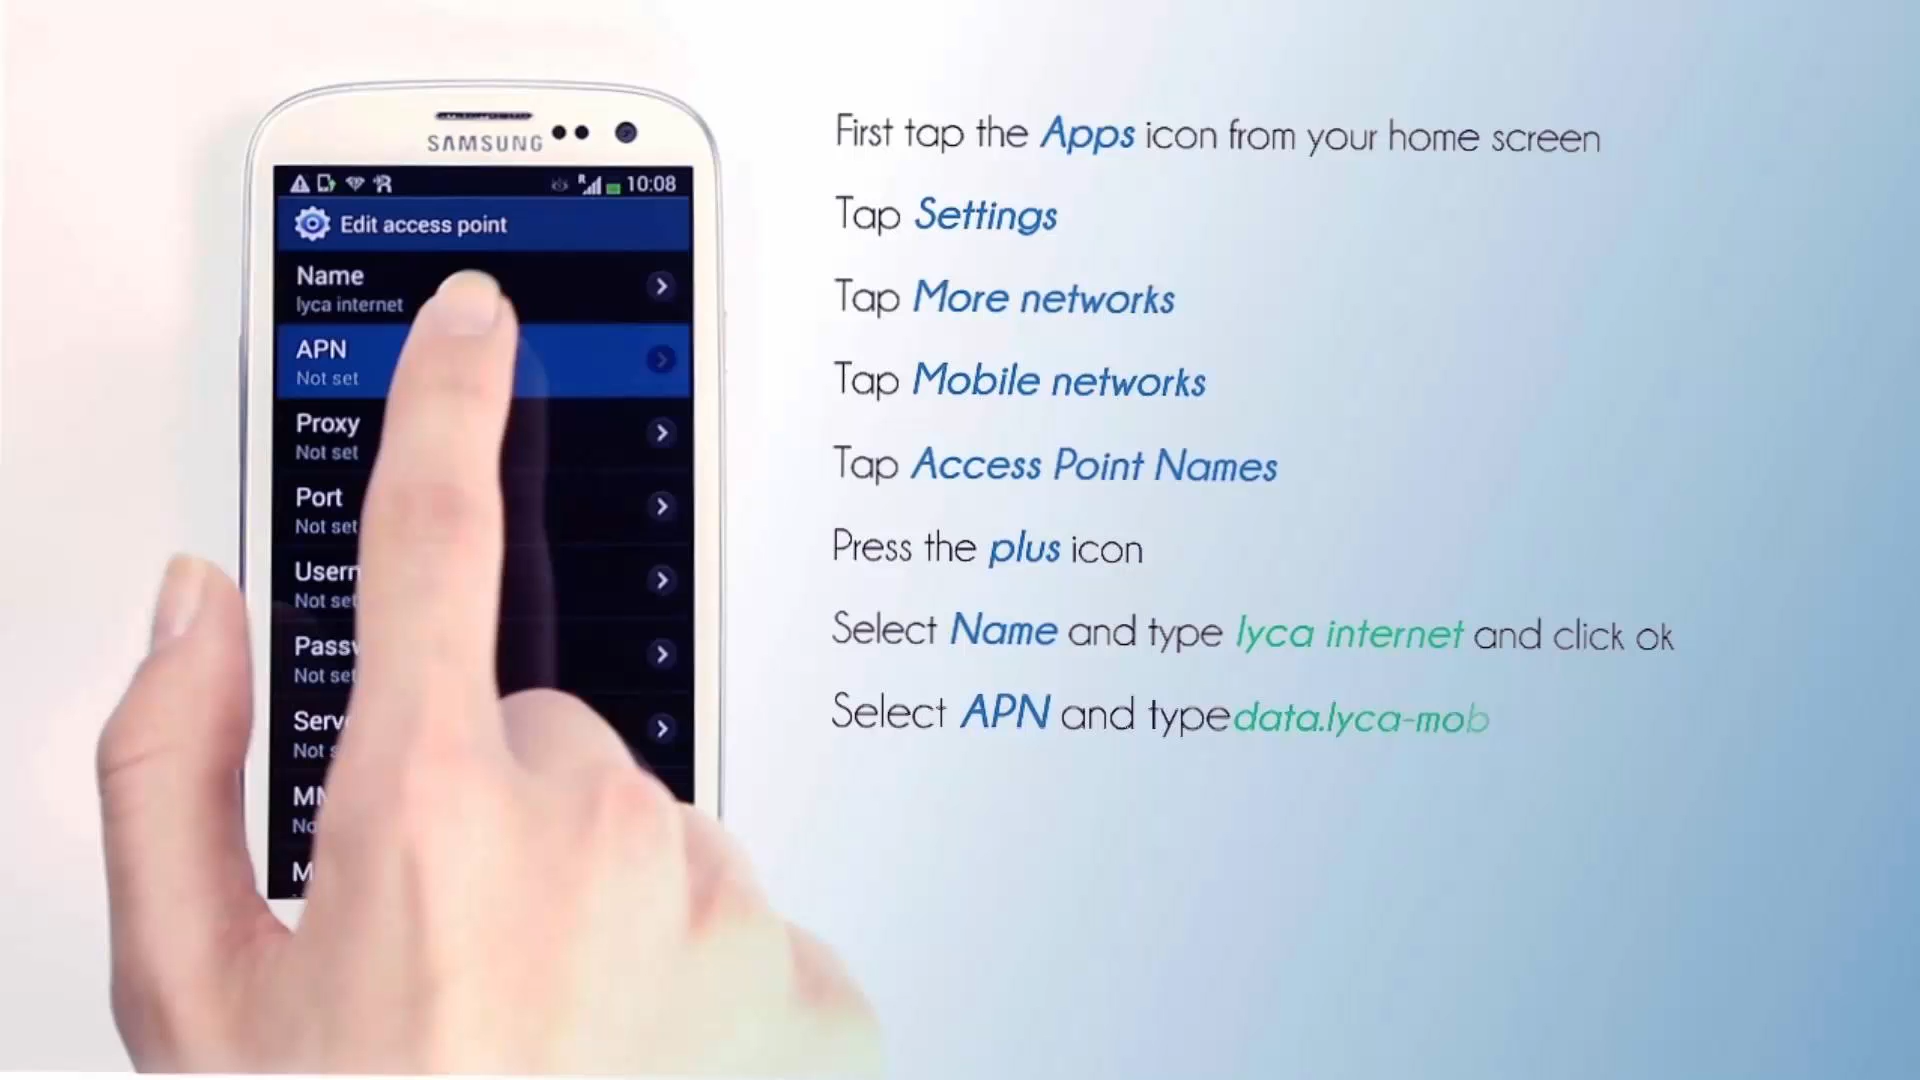 SAMSUNG
10:08
Edit access point
Name
lyca internet
APN
Not set
Proxy
Not set
Port
Not set
Not set
Not set
Not
First tap the Apps icon from your home screen
Tap Settings
Tap More networks
Tap Mobile networks
Tap Access Point Names
Press the plus icon
Select Name and type lyca internet and click ok
Select APN and type data.lyca-mob